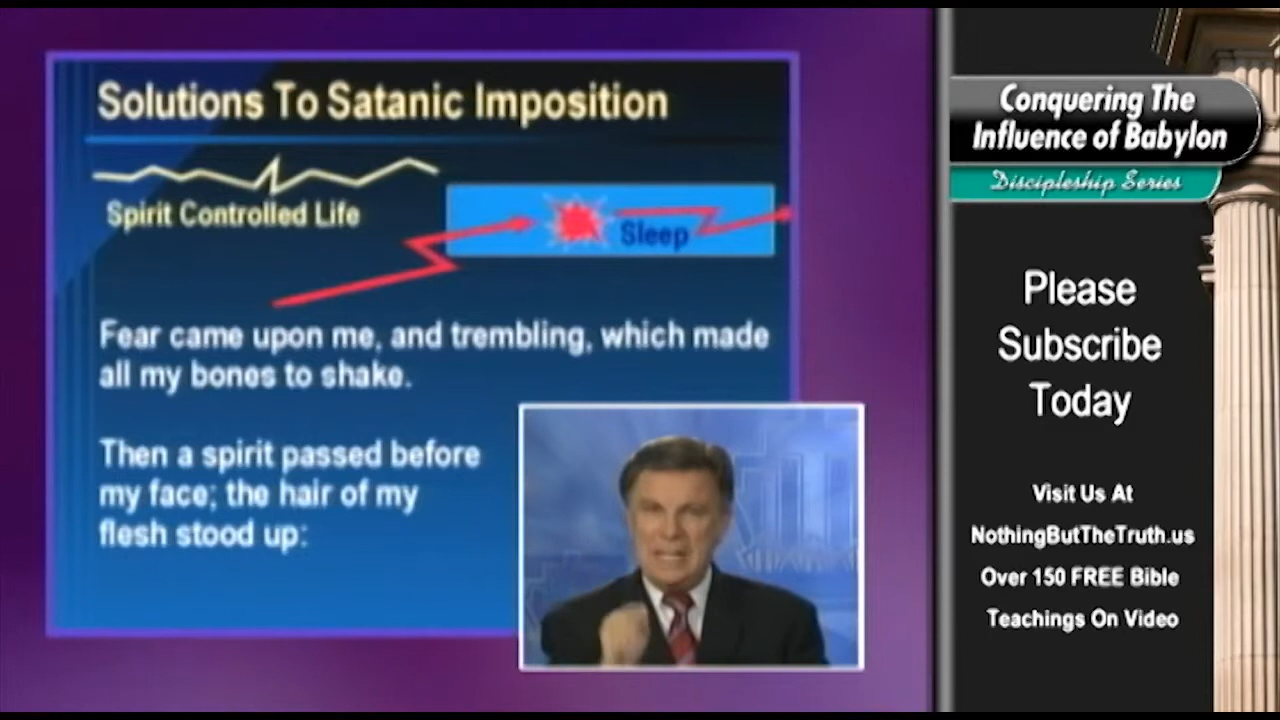 Solutions To Satanic Imposition
Spirit Controlled Life
Sleep
Fear came upon me, and trembling, which made
all my bones to shake.
Then a spirit passed before
my face; the hair of my
flesh stood up:
Conquering The
Influence of Babylon
Discipleship Series
Please
Subscribe
Today
Visit Us At
NothingButTheTruth.us
Over 150 FREE Bible
Teachings On Video